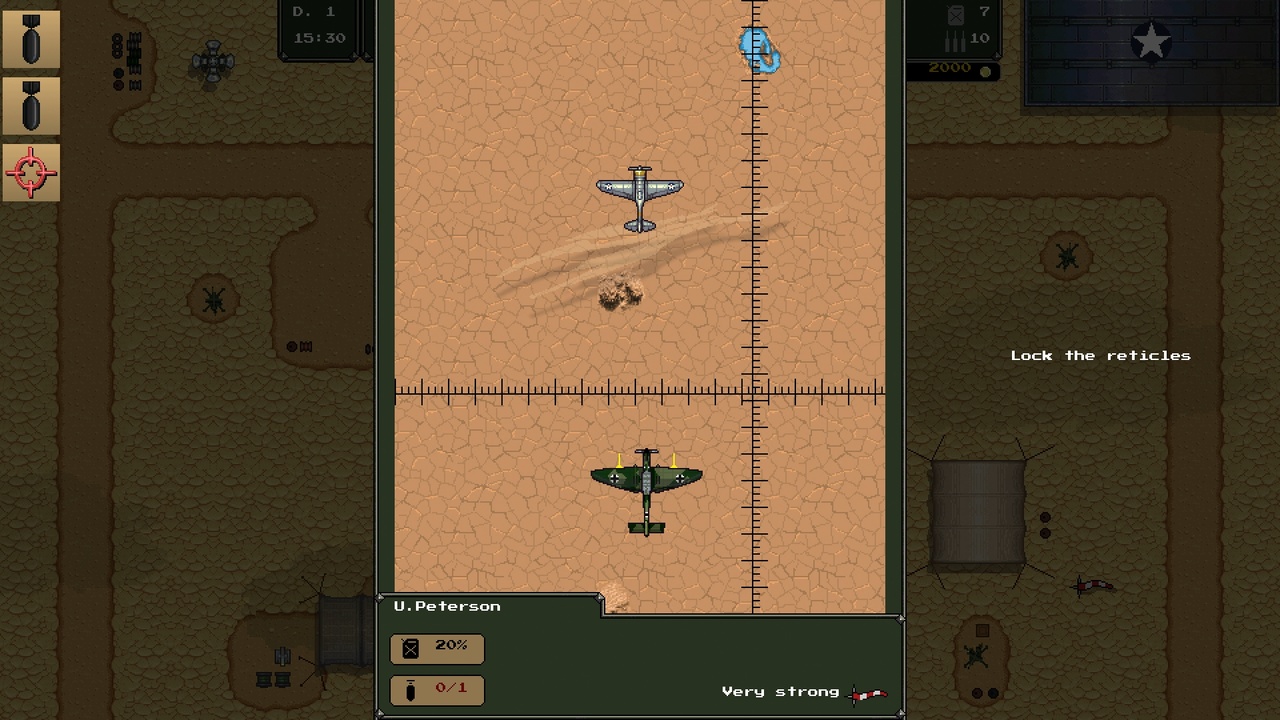 D. 1
15:30
7
10
2000
Lock the reticles
U.Peterson
20%
0/1
Very strong